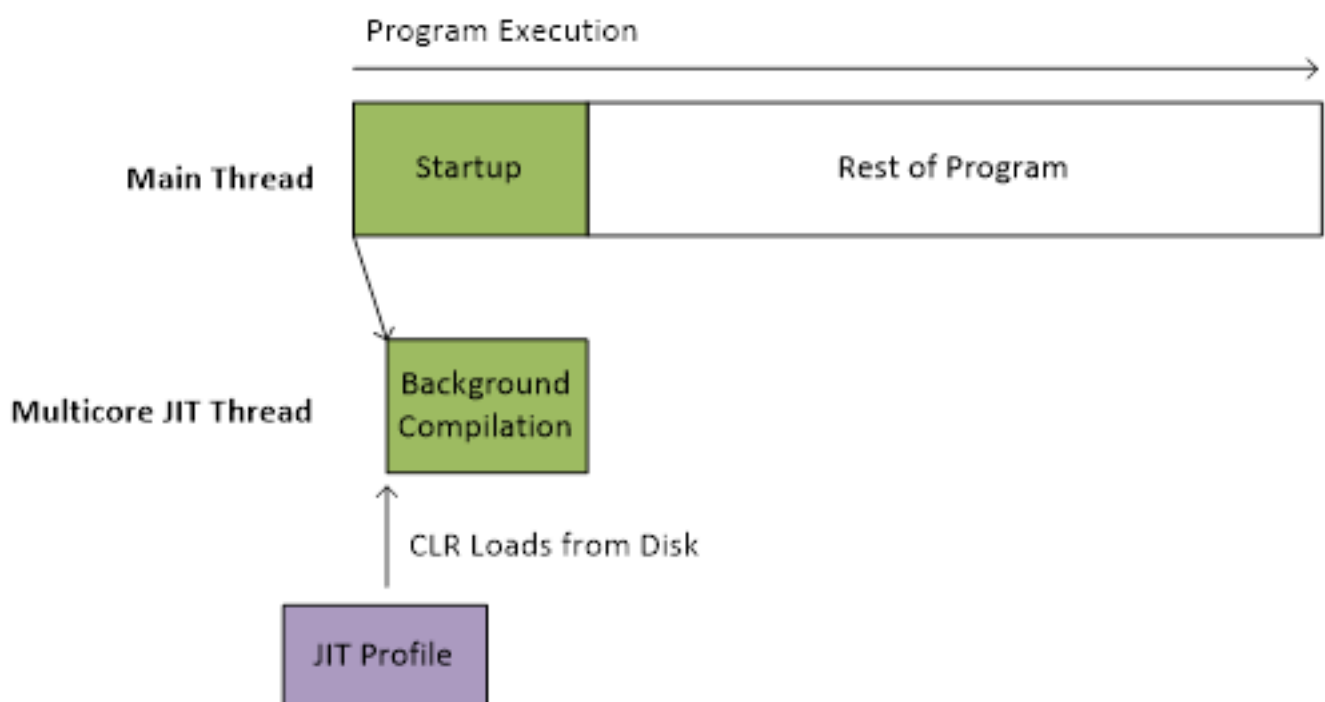 Program Execution
Main Thread
Startup
Rest of Program
Multicore JIT Thread
Background
Compilation
CLR Loads from Disk
JIT Profile